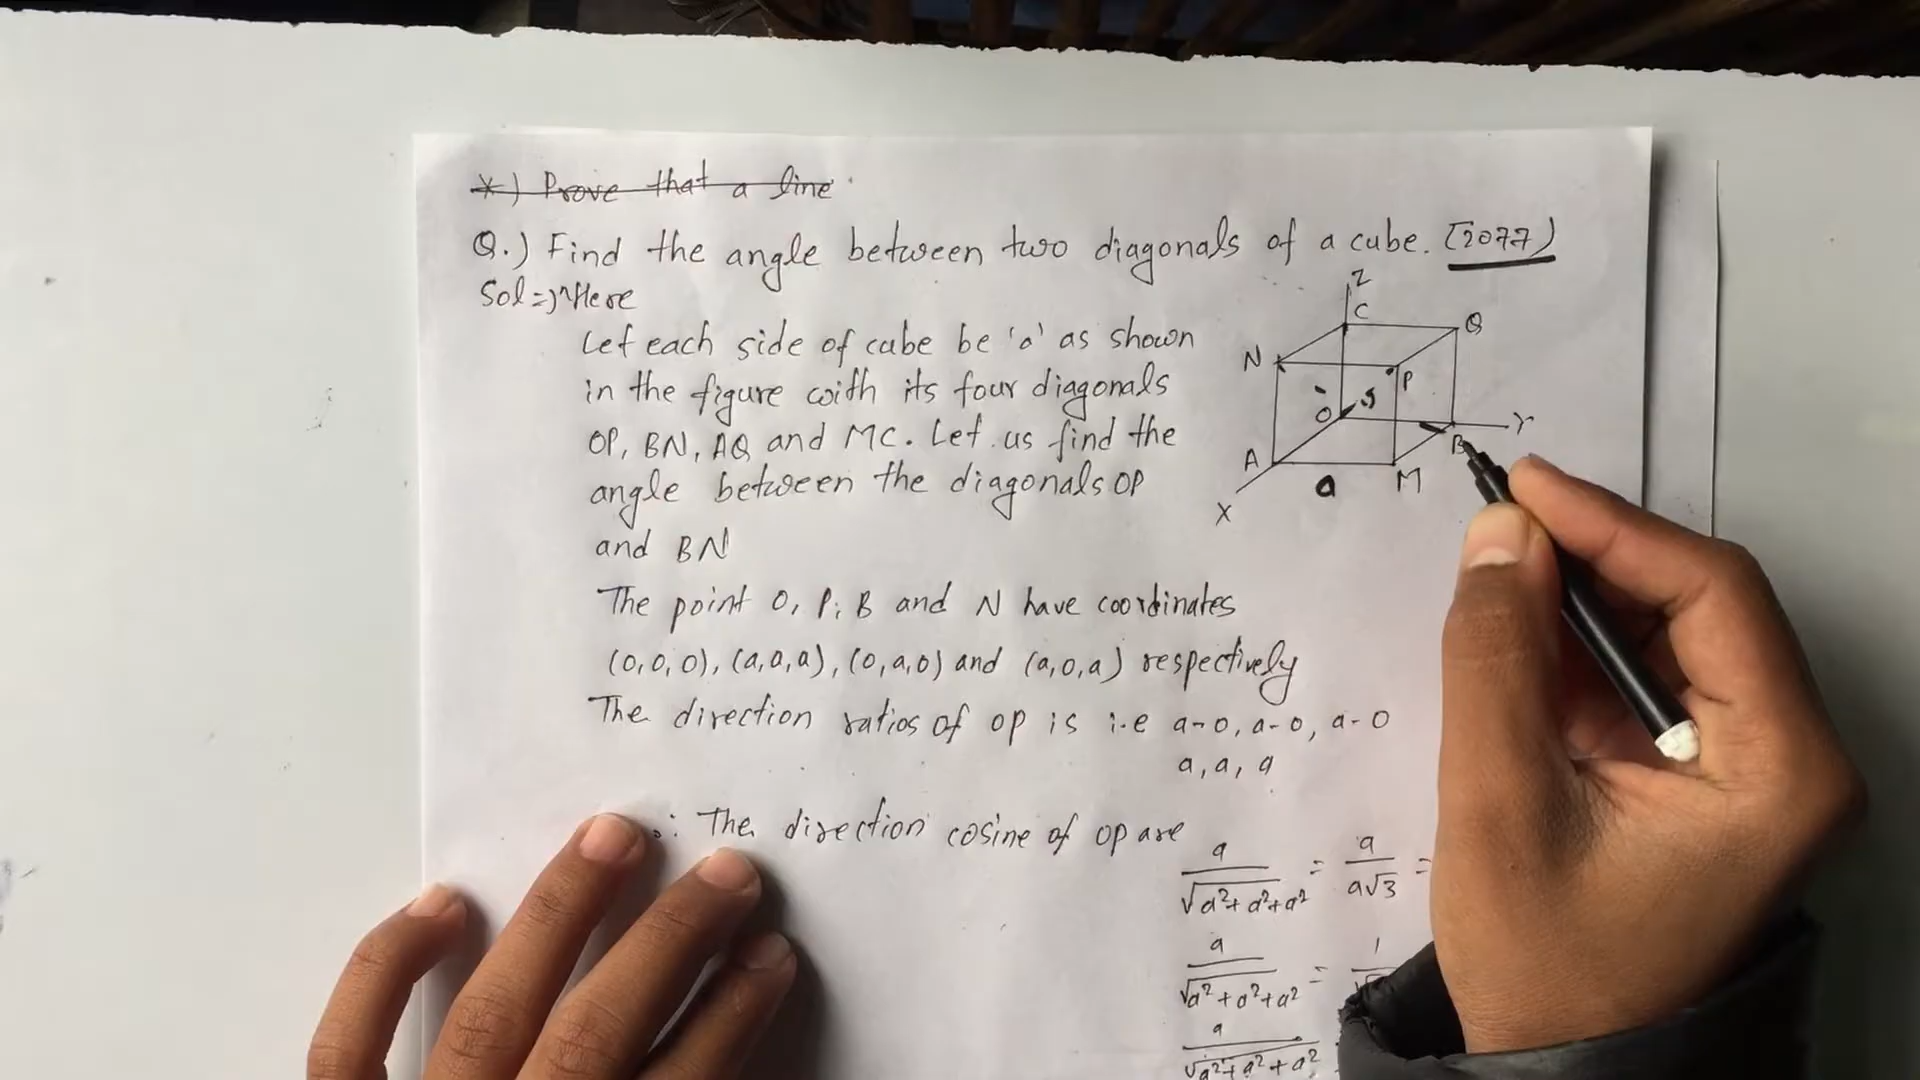 *) Prove that a line
Q.) Find the angle between two diagonals of a cube. [2077)
Sol=)^n Here
Let each side of cube be 'a' as shown
in the figure with its four diagonals
OP, BN, AQ and MC. Let us find the
angle between the diagonals OP
and BN
The point O, P, B and N have coordinates
(0,0,0), (a,a,a), (0,a,0) and (a,0,a) respectively
The direction ratios of OP is i.e a-0, a-0, a-0
a, a, a
∴ The direction cosine of OP are
a/√a²+a²+a² = a/a√3 =
a/√a²+a²+a² = 1/
a/√a²+a²+a²
Z
C
Q
N
P
O
Y
B
A
a
M
X